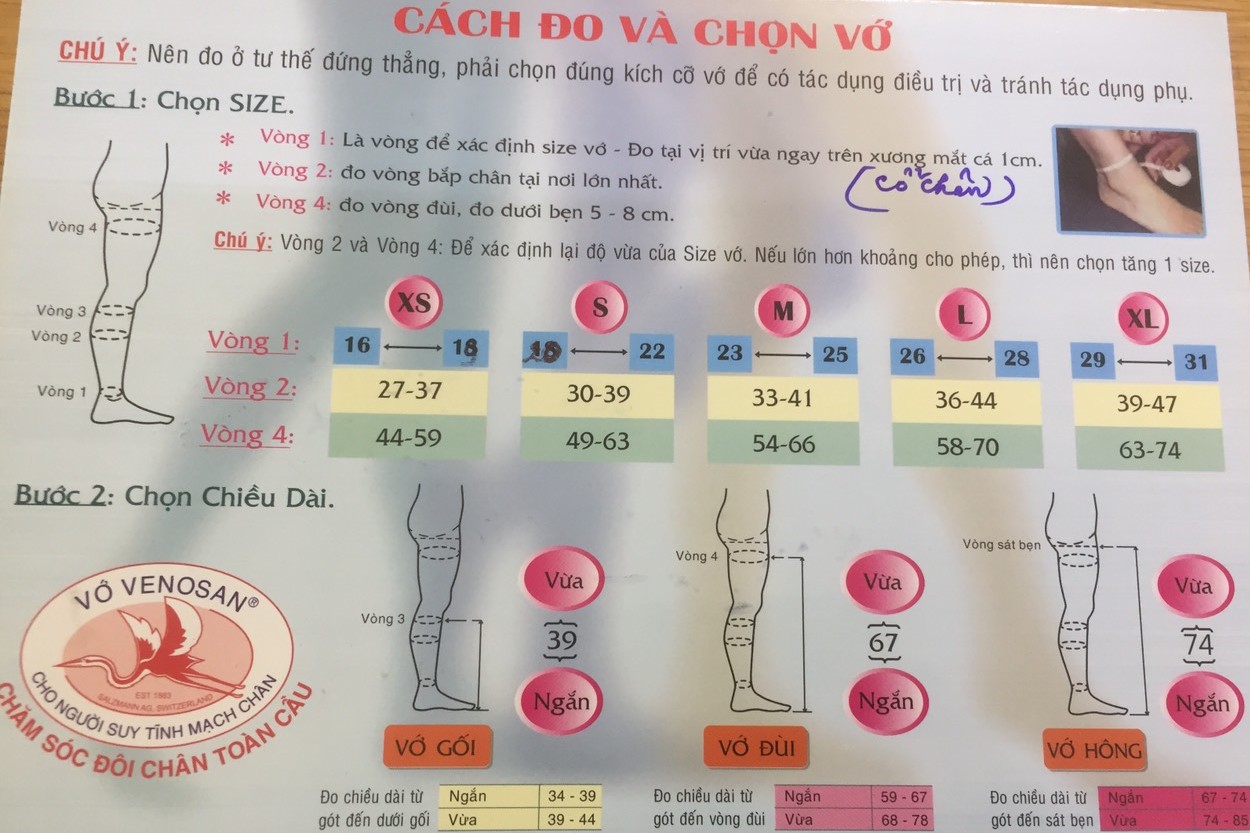 CÁCH ĐO VÀ CHỌN VỚ
CHÚ Ý: Nên đo ở tư thế đứng thẳng, phải chọn đúng kích cỡ vớ để có tác dụng điều trị và tránh tác dụng phụ.
Bước 1: Chọn SIZE.
* Vòng 1: Là vòng để xác định size vớ - Đo tại vị trí vừa ngay trên xương mắt cá 1cm.
(cổ chân)
* Vòng 2: đo vòng bắp chân tại nơi lớn nhất.
* Vòng 4: đo vòng đùi, đo dưới bẹn 5 - 8 cm.
Chú ý: Vòng 2 và Vòng 4: Để xác định lại độ vừa của Size vớ. Nếu lớn hơn khoảng cho phép, thì nên chọn tăng 1 size.
Vòng 4
Vòng 3
Vòng 2
Vòng 1
XS S M L XL
Vòng 1: 16 18 22 23 25 26 28 29 31
Vòng 2: 27-37 30-39 33-41 36-44 39-47
Vòng 4: 44-59 49-63 54-66 58-70 63-74
Bước 2: Chọn Chiều Dài.
VỚ VENOSAN®
EST 1883
SALZMANN AG. SWITZERLAND
CHO NGƯỜI SUY TĨNH MẠCH CHÂN
CHĂM SÓC ĐÔI CHÂN TOÀN CẦU
Vòng 3
Vừa
39
Ngắn
VỚ GỐI
Đo chiều dài từ gót đến dưới gối
Ngắn 34 - 39
Vừa 39 - 44
Vòng 4
Vừa
67
Ngắn
VỚ ĐÙI
Đo chiều dài từ gót đến vòng đùi
Ngắn 59 - 67
Vừa 68 - 78
Vòng sát bẹn
Vừa
74
Ngắn
VỚ HÔNG
Đo chiều dài từ gót đến sát bẹn
Ngắn 67 - 74
Vừa 74 - 85